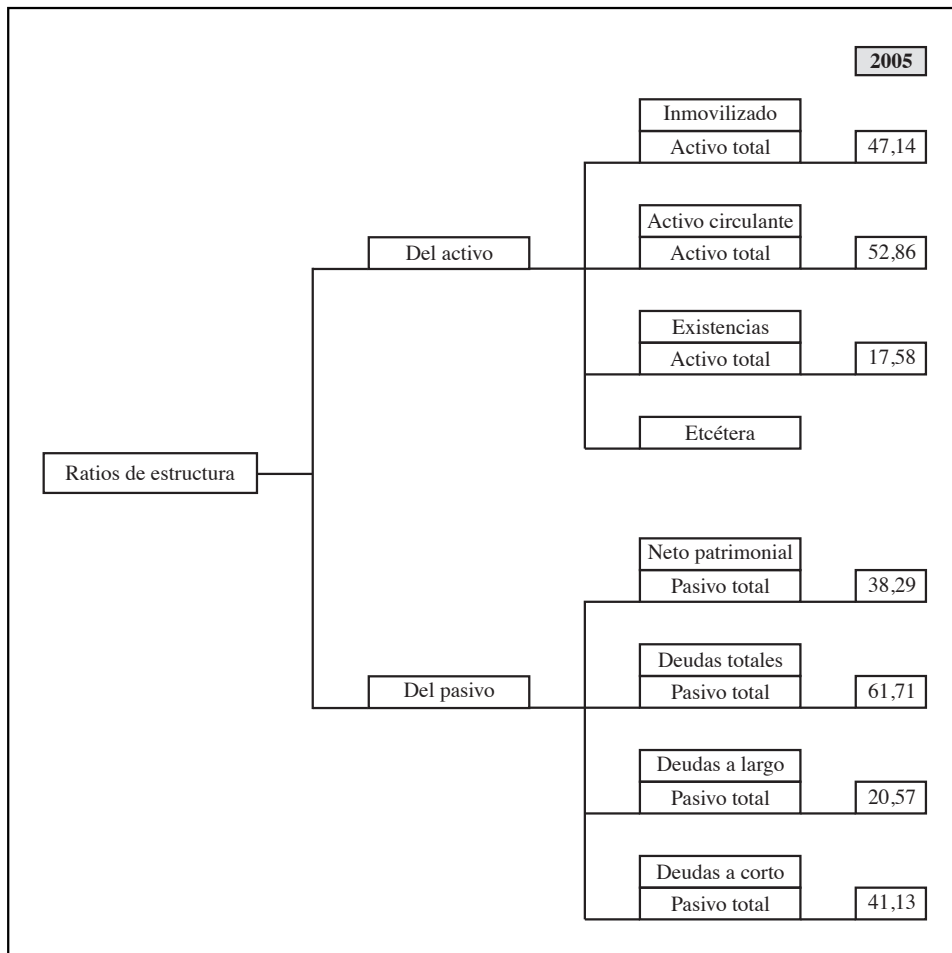 2005
Inmovilizado
Activo total
47,14
Activo circulante
Del activo
Activo total
52,86
Existencias
Activo total
17,58
Etcétera
Ratios de estructura
Neto patrimonial
Pasivo total
38,29
Deudas totales
Del pasivo
Pasivo total
61,71
Deudas a largo
Pasivo total
20,57
Deudas a corto
Pasivo total
41,13